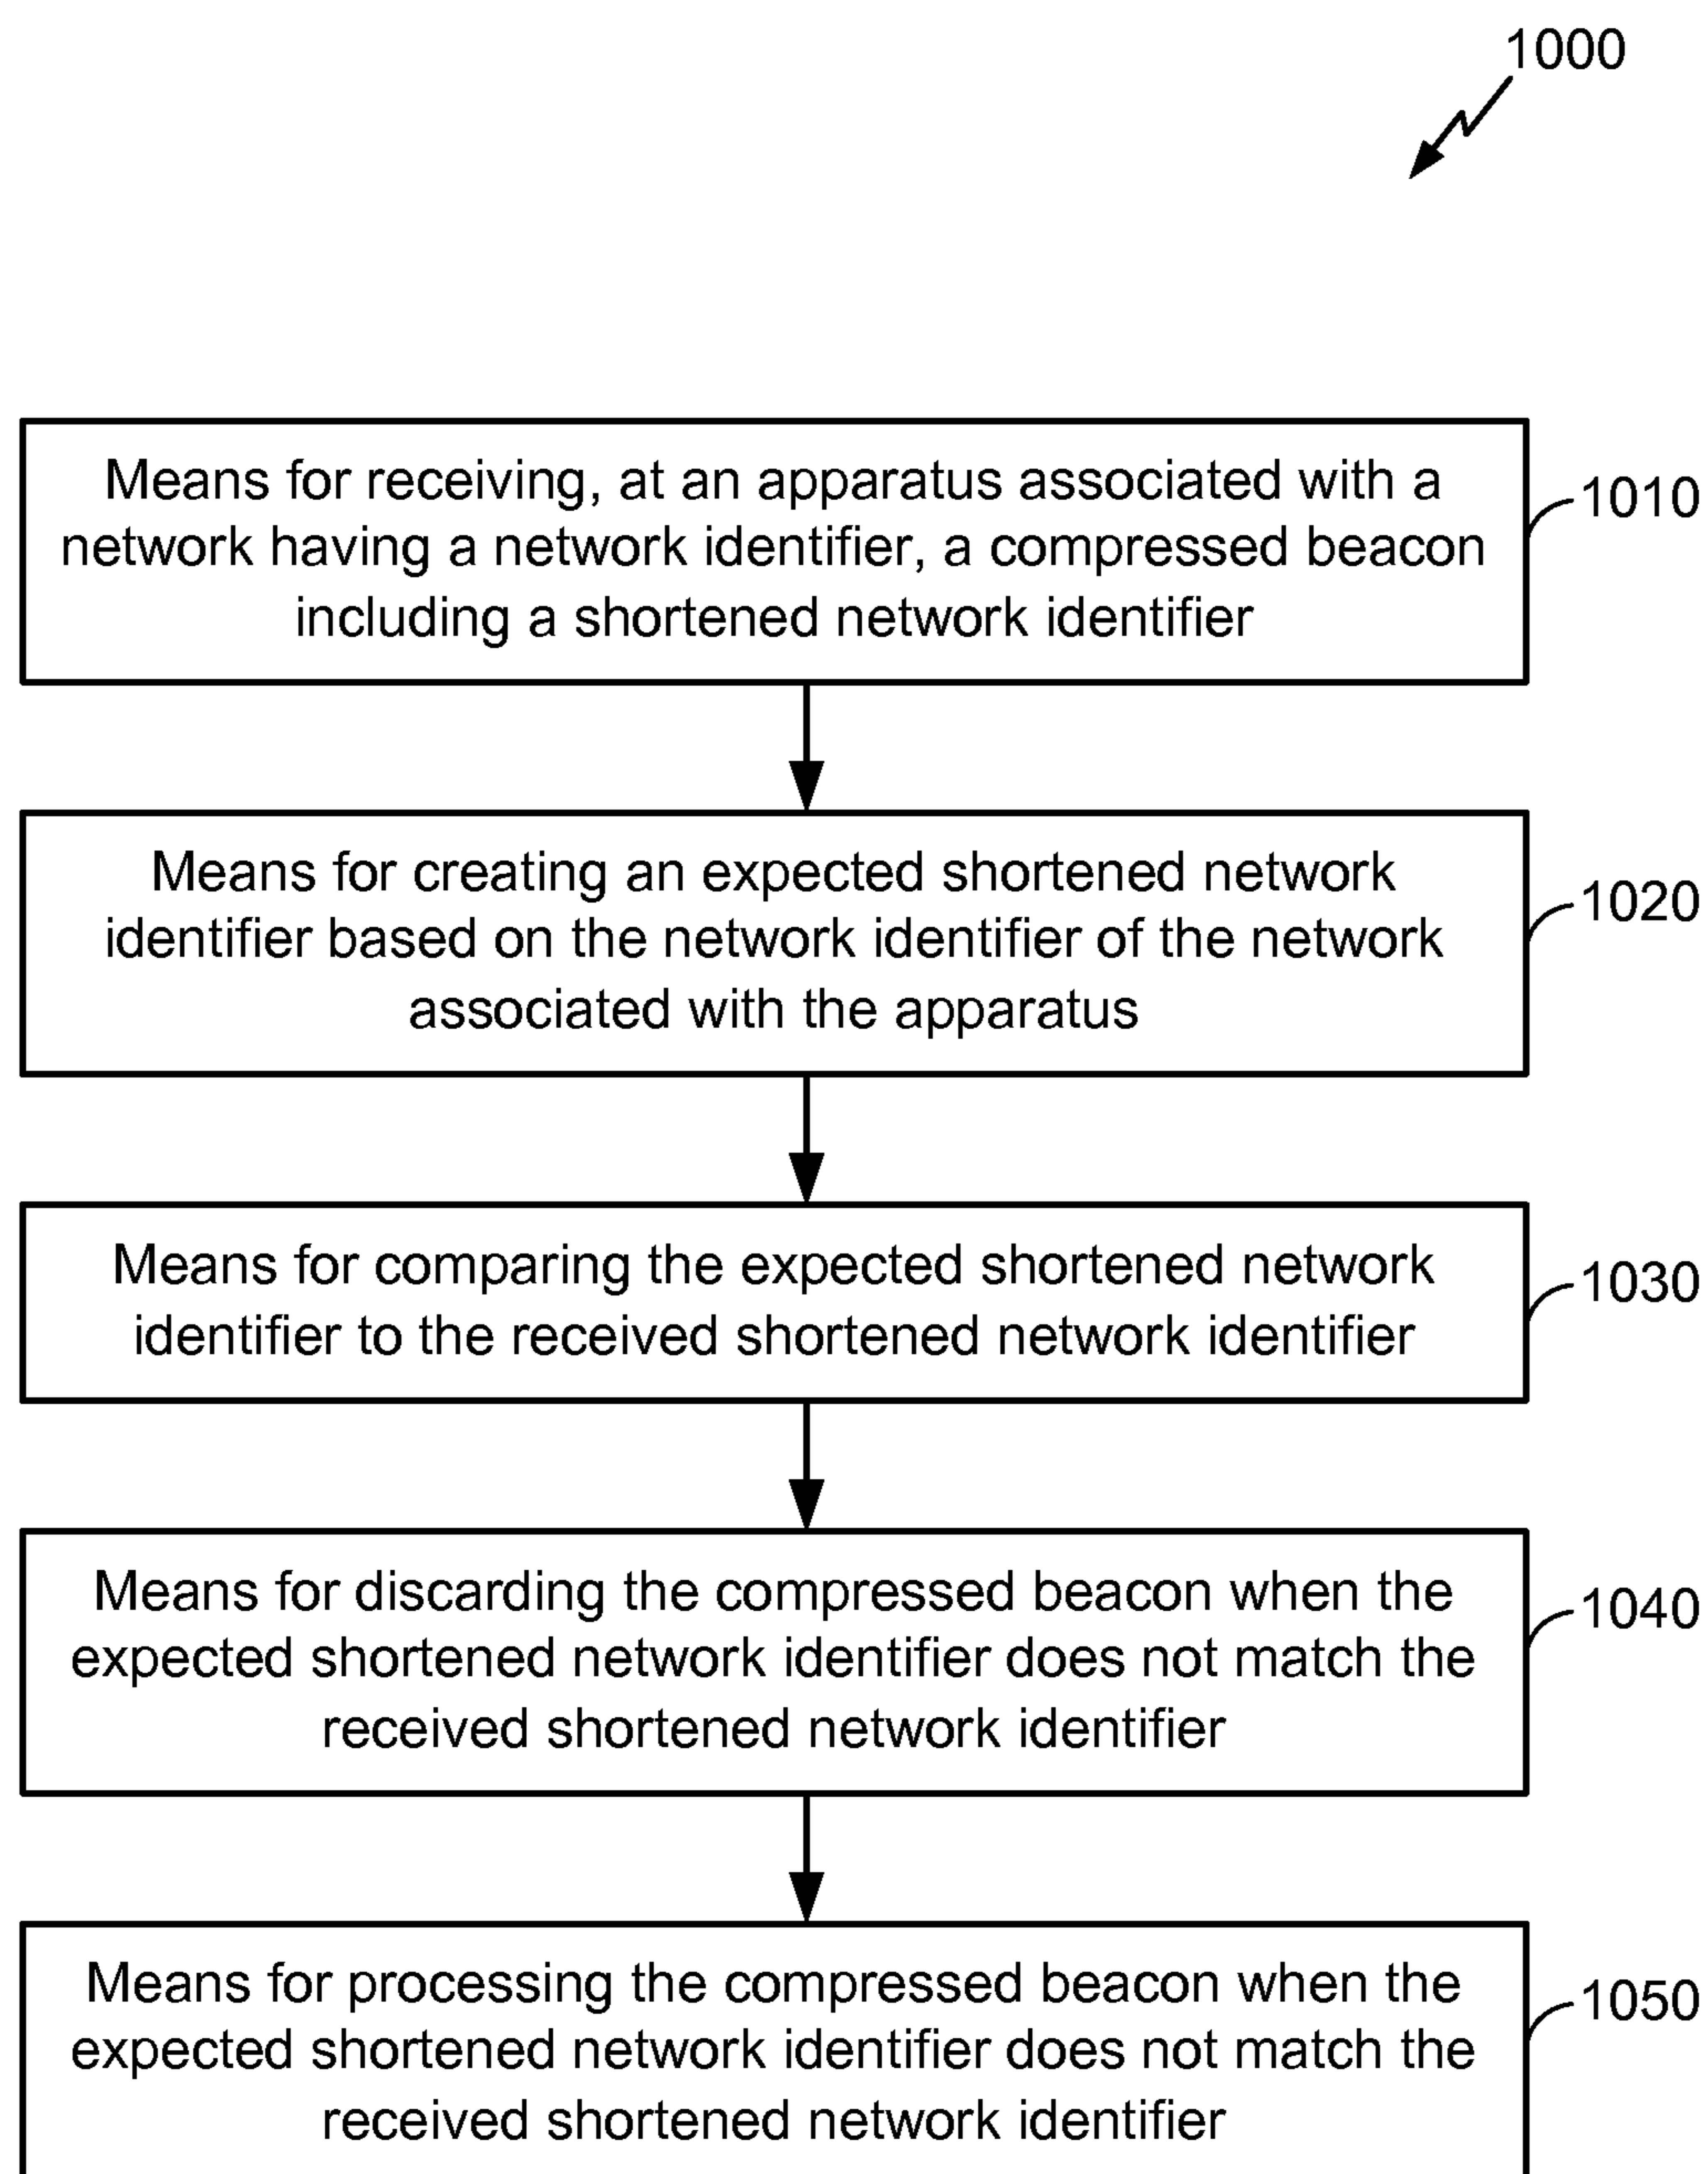 1000
Means for receiving, at an apparatus associated with a
network having a network identifier, a compressed beacon
including a shortened network identifier
1010
Means for creating an expected shortened network
identifier based on the network identifier of the network
associated with the apparatus
1020
Means for comparing the expected shortened network
identifier to the received shortened network identifier
1030
Means for discarding the compressed beacon when the
expected shortened network identifier does not match the
received shortened network identifier
1040
Means for processing the compressed beacon when the
expected shortened network identifier does not match the
received shortened network identifier
1050